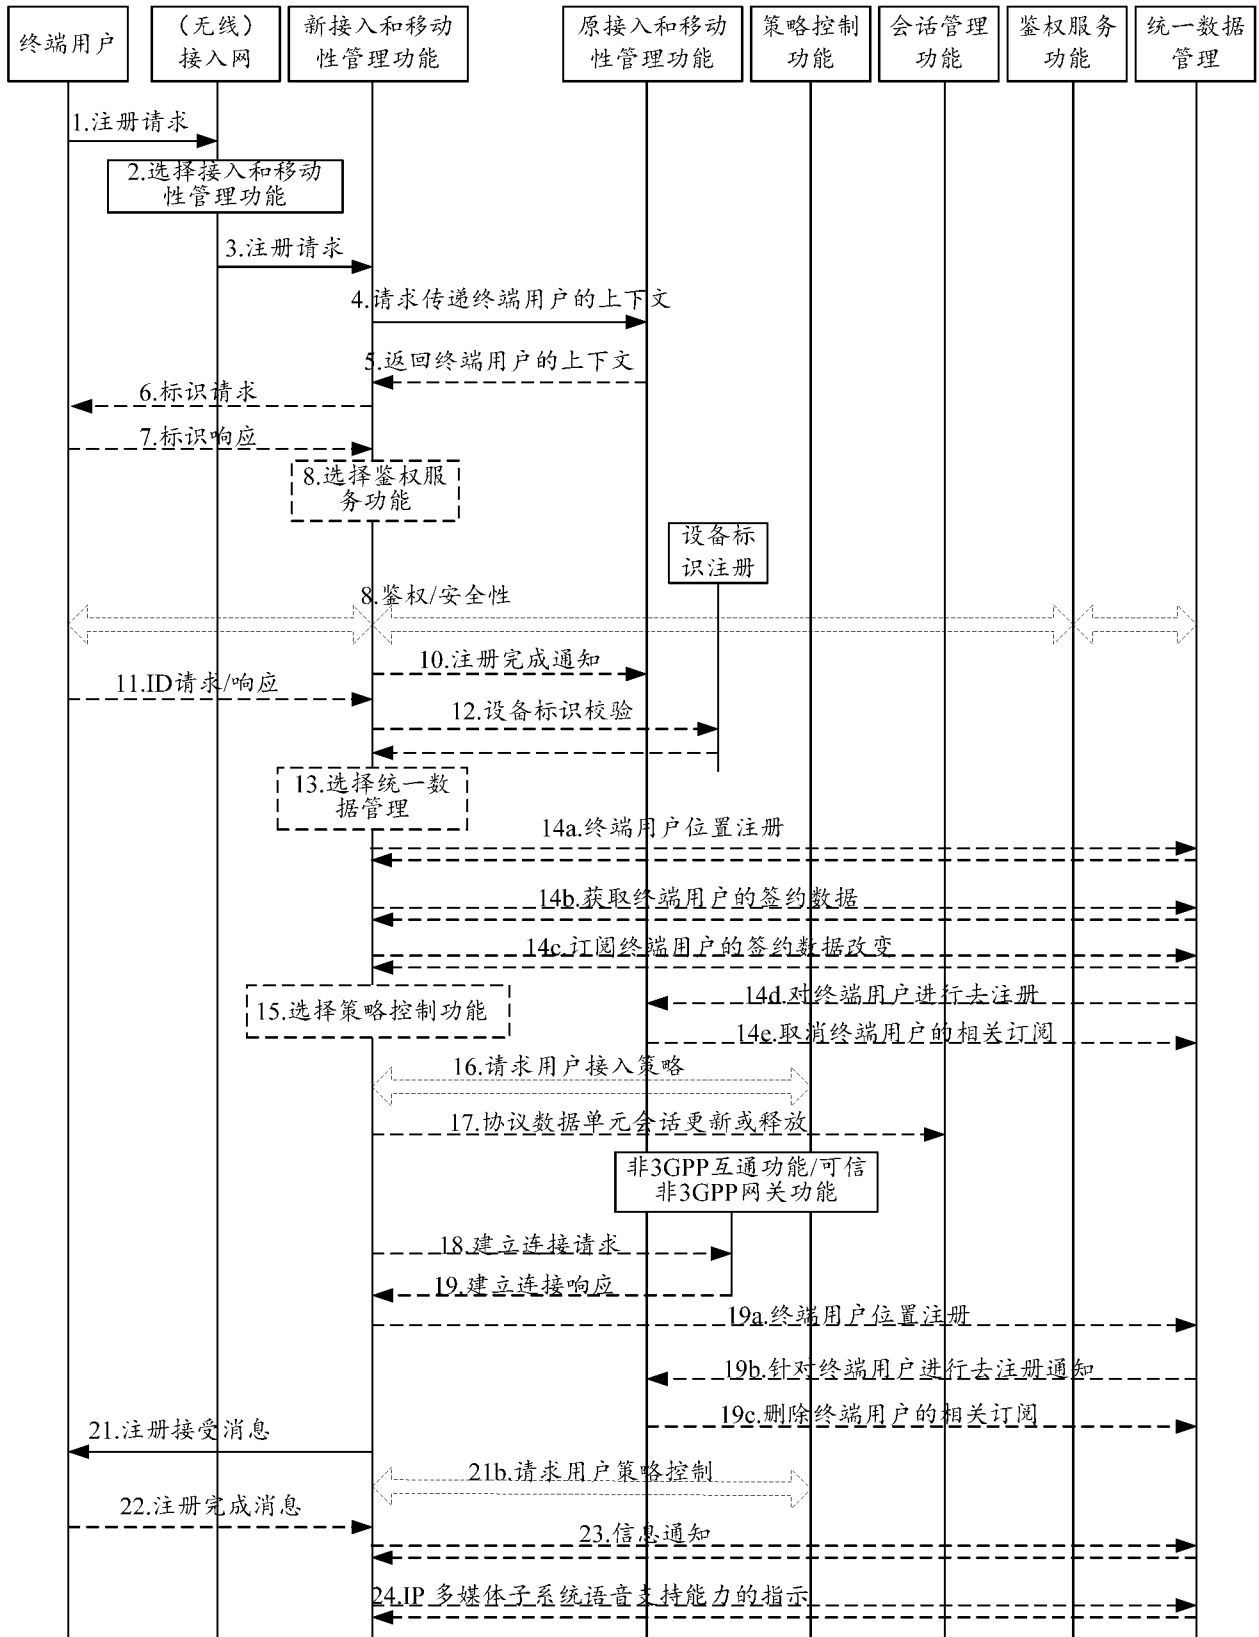 终端用户
（无线）
接入网
新接入和移动
性管理功能
原接入和移动
性管理功能
策略控制
功能
会话管理
功能
鉴权服务
功能
统一数据
管理
1.注册请求
2.选择接入和移动
性管理功能
3.注册请求
4.请求传递终端用户的上下文
5.返回终端用户的上下文
6.标识请求
7.标识响应
8.选择鉴权服
务功能
设备标
识注册
8.鉴权/安全性
10.注册完成通知
11.ID请求/响应
12.设备标识校验
13.选择统一数
据管理
14a.终端用户位置注册
14b.获取终端用户的签约数据
14c.订阅终端用户的签约数据改变
14d.对终端用户进行去注册
15.选择策略控制功能
14e.取消终端用户的相关订阅
16.请求用户接入策略
17.协议数据单元会话更新或释放
非3GPP互通功能/可信
非3GPP网关功能
18.建立连接请求
19.建立连接响应
19a.终端用户位置注册
19b.针对终端用户进行去注册通知
19c.删除终端用户的相关订阅
21.注册接受消息
21b.请求用户策略控制
22.注册完成消息
23.信息通知
24.IP 多媒体子系统语音支持能力的指示